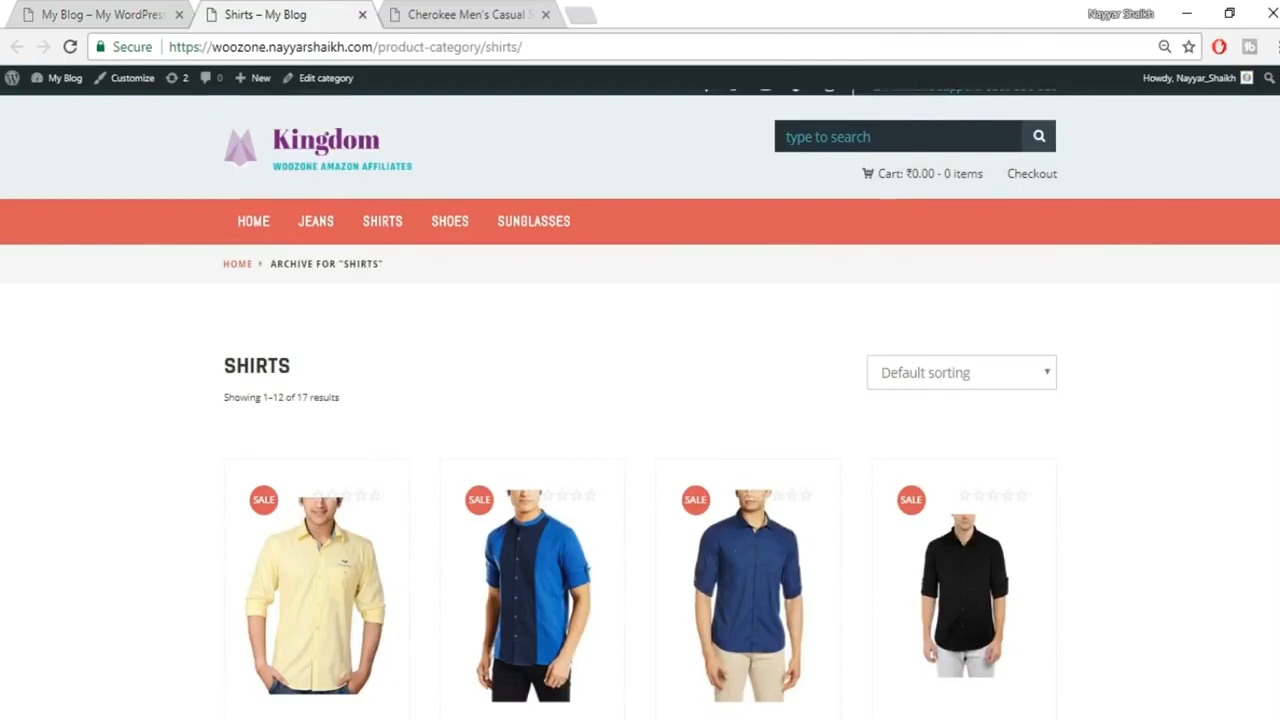 My Blog – My WordPress
Shirts – My Blog
Cherokee Men's Casual S
Nayyar Shaikh
Secure
https://woozone.nayyarshaikh.com/product-category/shirts/
My Blog
Customize
2
0
New
Edit category
Howdy, Nayyar_Shaikh
Kingdom
WOOZONE AMAZON AFFILIATES
type to search
Cart: ₹0.00 - 0 items
Checkout
HOME JEANS SHIRTS SHOES SUNGLASSES
HOME ARCHIVE FOR "SHIRTS"
SHIRTS
Default sorting
Showing 1–12 of 17 results
SALE
SALE
SALE
SALE